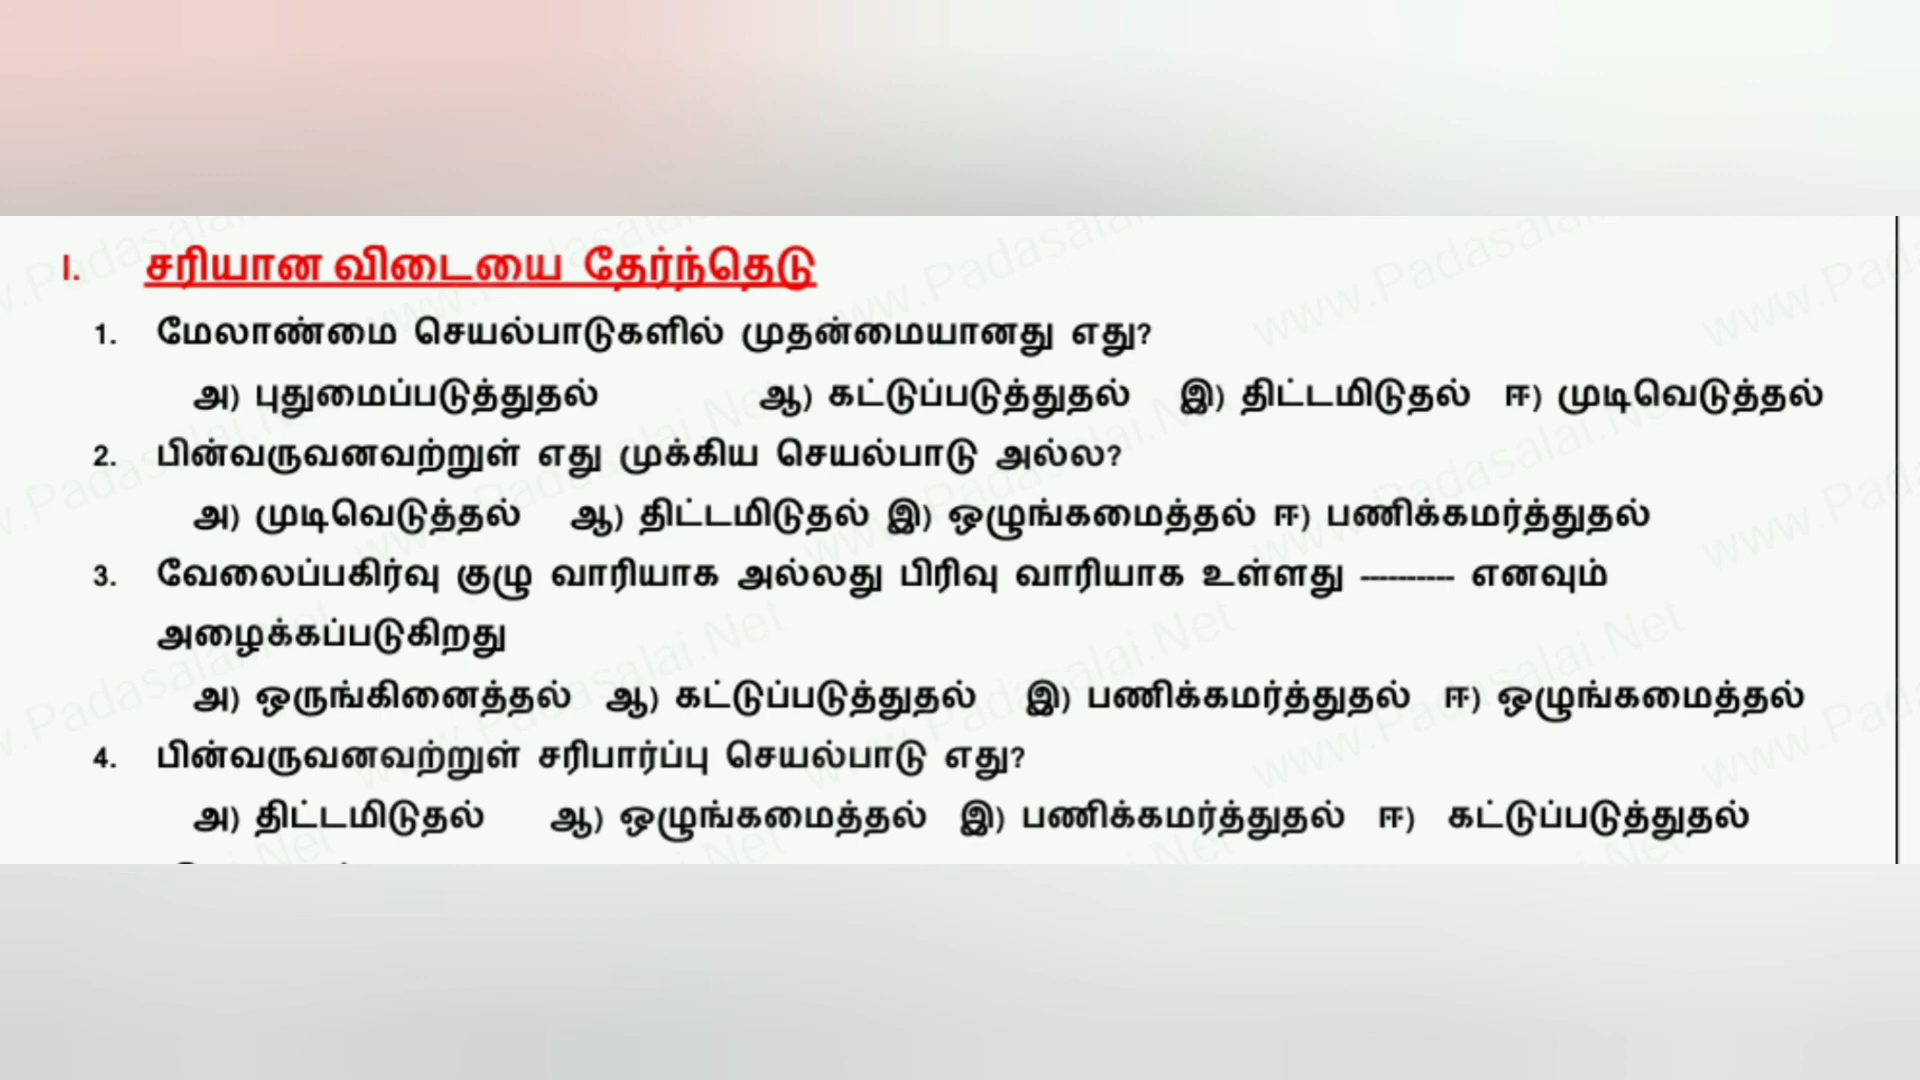 I. சரியான விடையை தேர்ந்தெடு
1. மேலாண்மை செயல்பாடுகளில் முதன்மையானது எது?
அ) புதுமைப்படுத்துதல் ஆ) கட்டுப்படுத்துதல் இ) திட்டமிடுதல் ஈ) முடிவெடுத்தல்
2. பின்வருவனவற்றுள் எது முக்கிய செயல்பாடு அல்ல?
அ) முடிவெடுத்தல் ஆ) திட்டமிடுதல் இ) ஒழுங்கமைத்தல் ஈ) பணிக்கமர்த்துதல்
3. வேலைப்பகிர்வு குழு வாரியாக அல்லது பிரிவு வாரியாக உள்ளது ---------- எனவும்
அழைக்கப்படுகிறது
அ) ஒருங்கினைத்தல் ஆ) கட்டுப்படுத்துதல் இ) பணிக்கமர்த்துதல் ஈ) ஒழுங்கமைத்தல்
4. பின்வருவனவற்றுள் சரிபார்ப்பு செயல்பாடு எது?
அ) திட்டமிடுதல் ஆ) ஒழுங்கமைத்தல் இ) பணிக்கமர்த்துதல் ஈ) கட்டுப்படுத்துதல்
www.Padasalai.Net